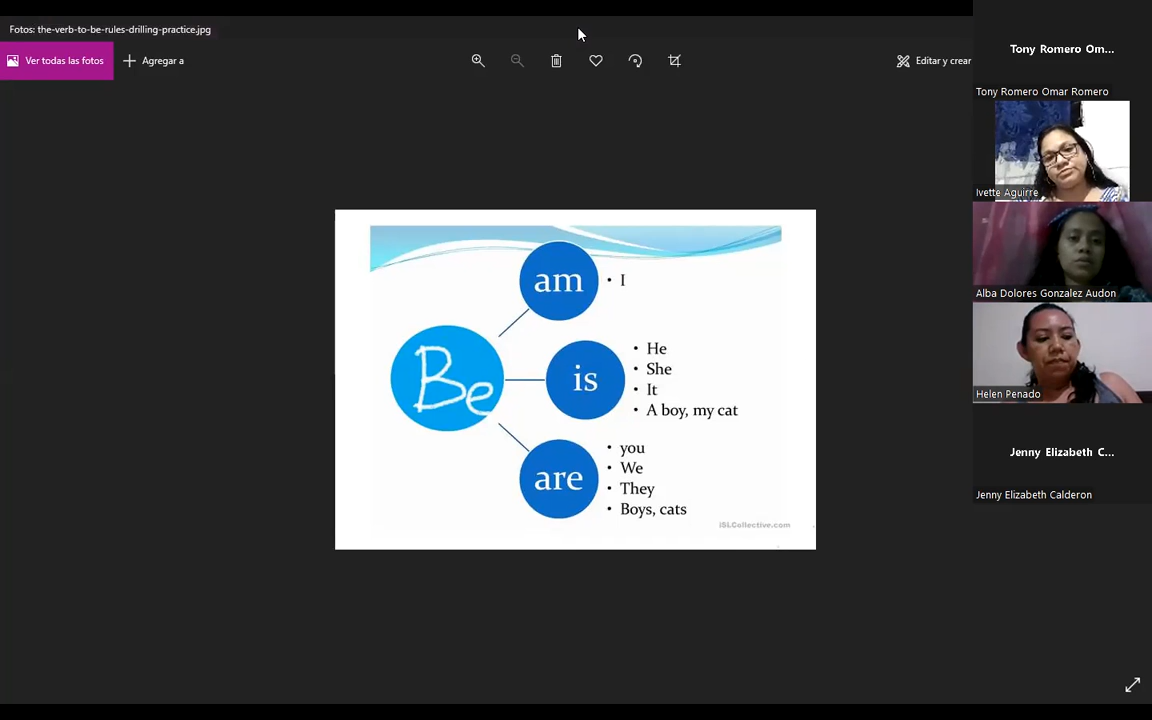 Fotos: the-verb-to-be-rules-drilling-practice.jpg
Ver todas las fotos
Agregar a
Editar y crear
Tony Romero Om...
Tony Romero Omar Romero
Ivette Aguirre
Alba Dolores Gonzalez Audon
Helen Penado
Jenny Elizabeth C...
Jenny Elizabeth Calderon
Be
am
• I
is
• He
• She
• It
• A boy, my cat
are
• you
• We
• They
• Boys, cats
iSLCollective.com